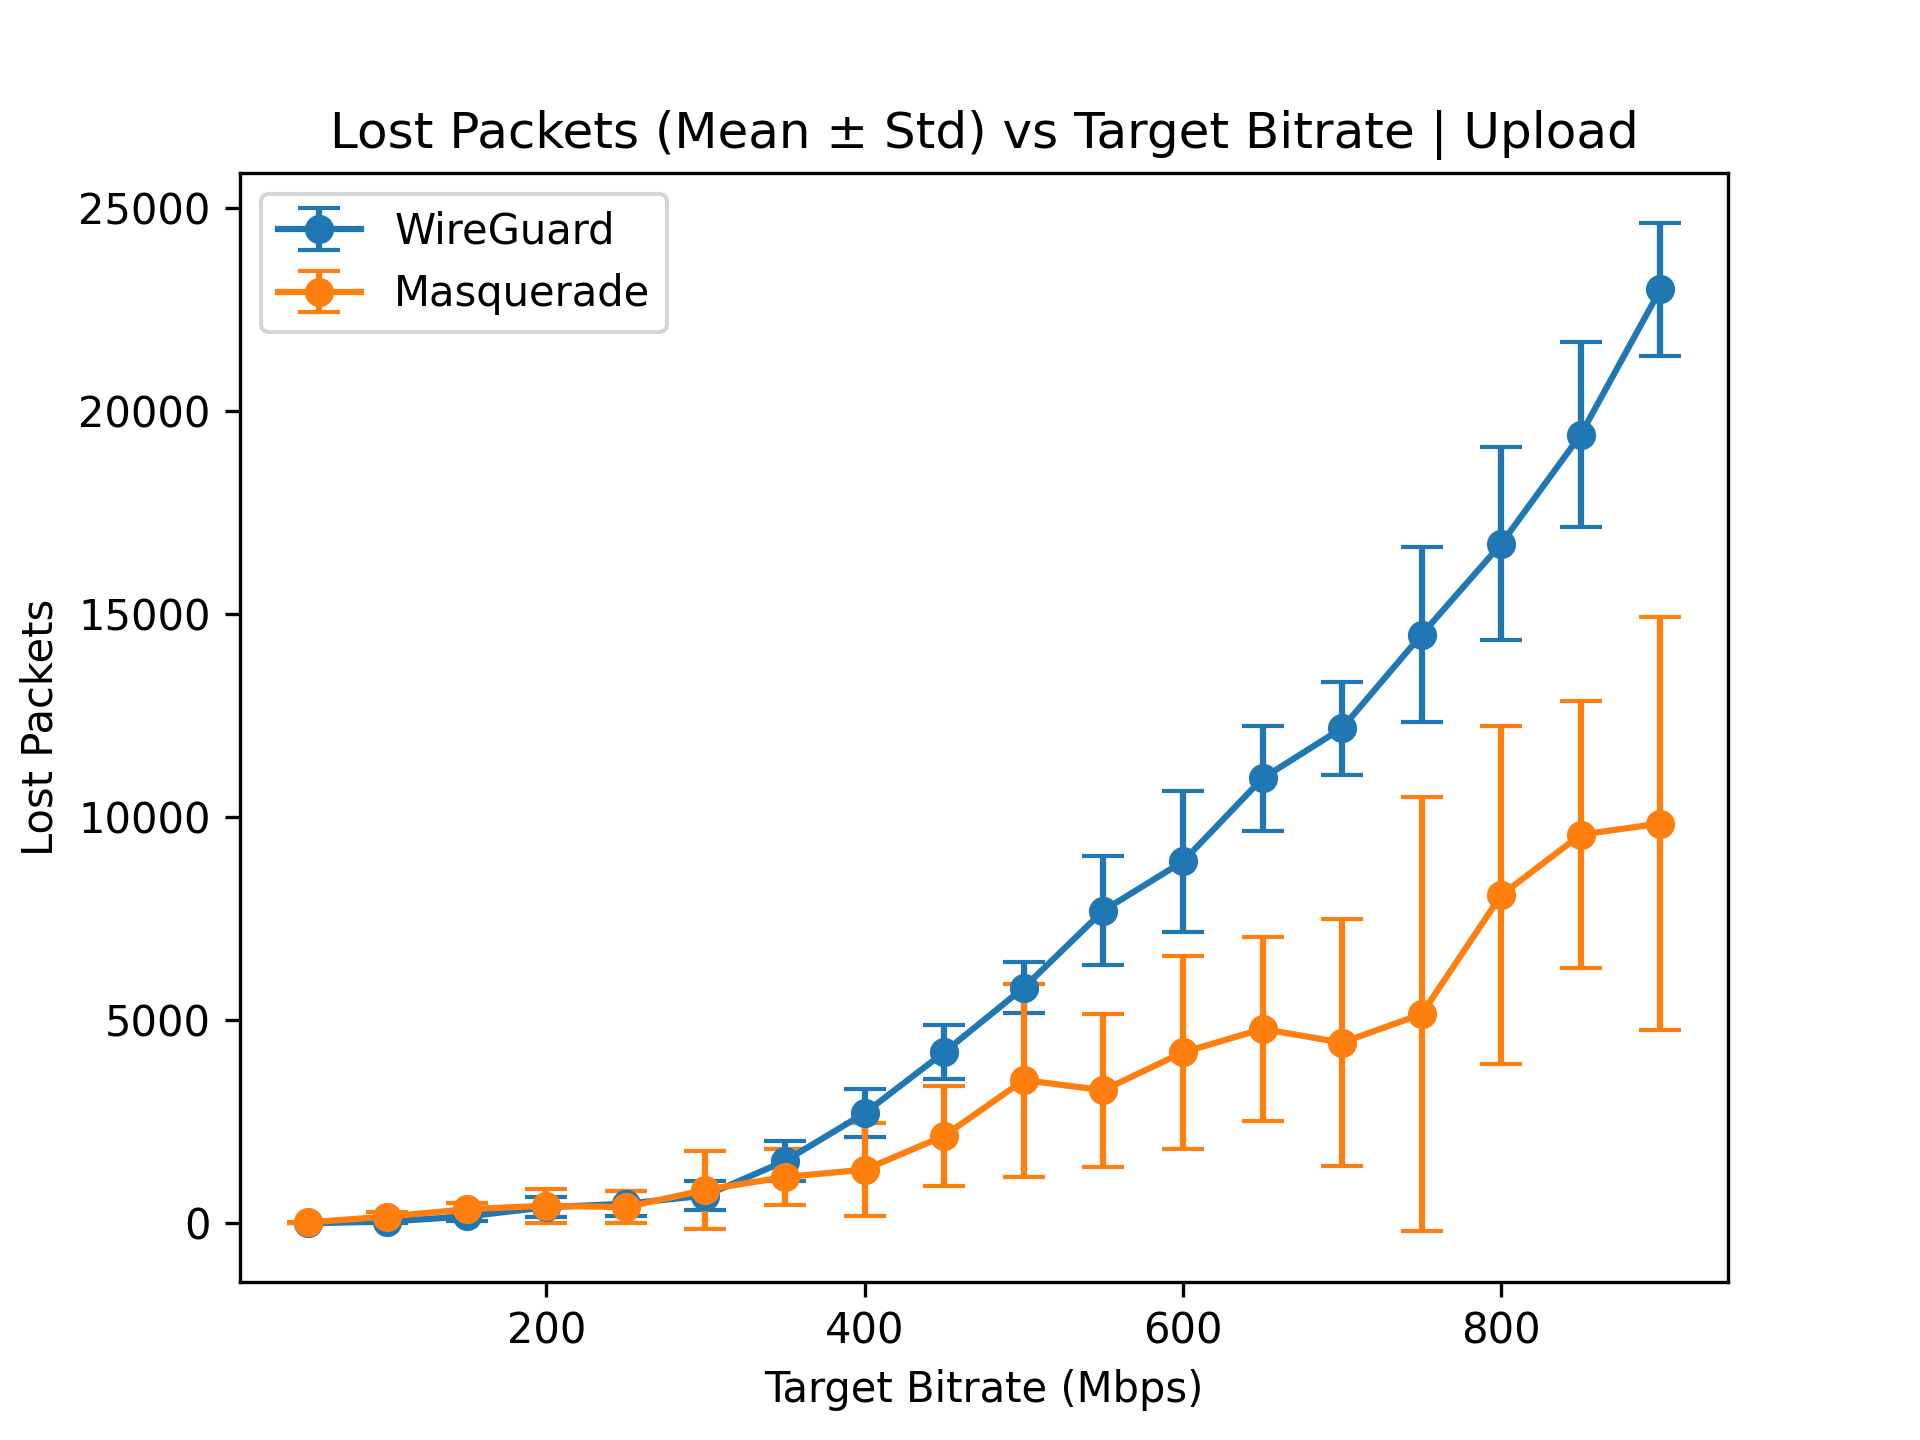 Lost Packets (Mean ± Std) vs Target Bitrate | Upload
WireGuard
Masquerade
25000
20000
15000
10000
5000
0
Lost Packets
200
400
600
800
Target Bitrate (Mbps)